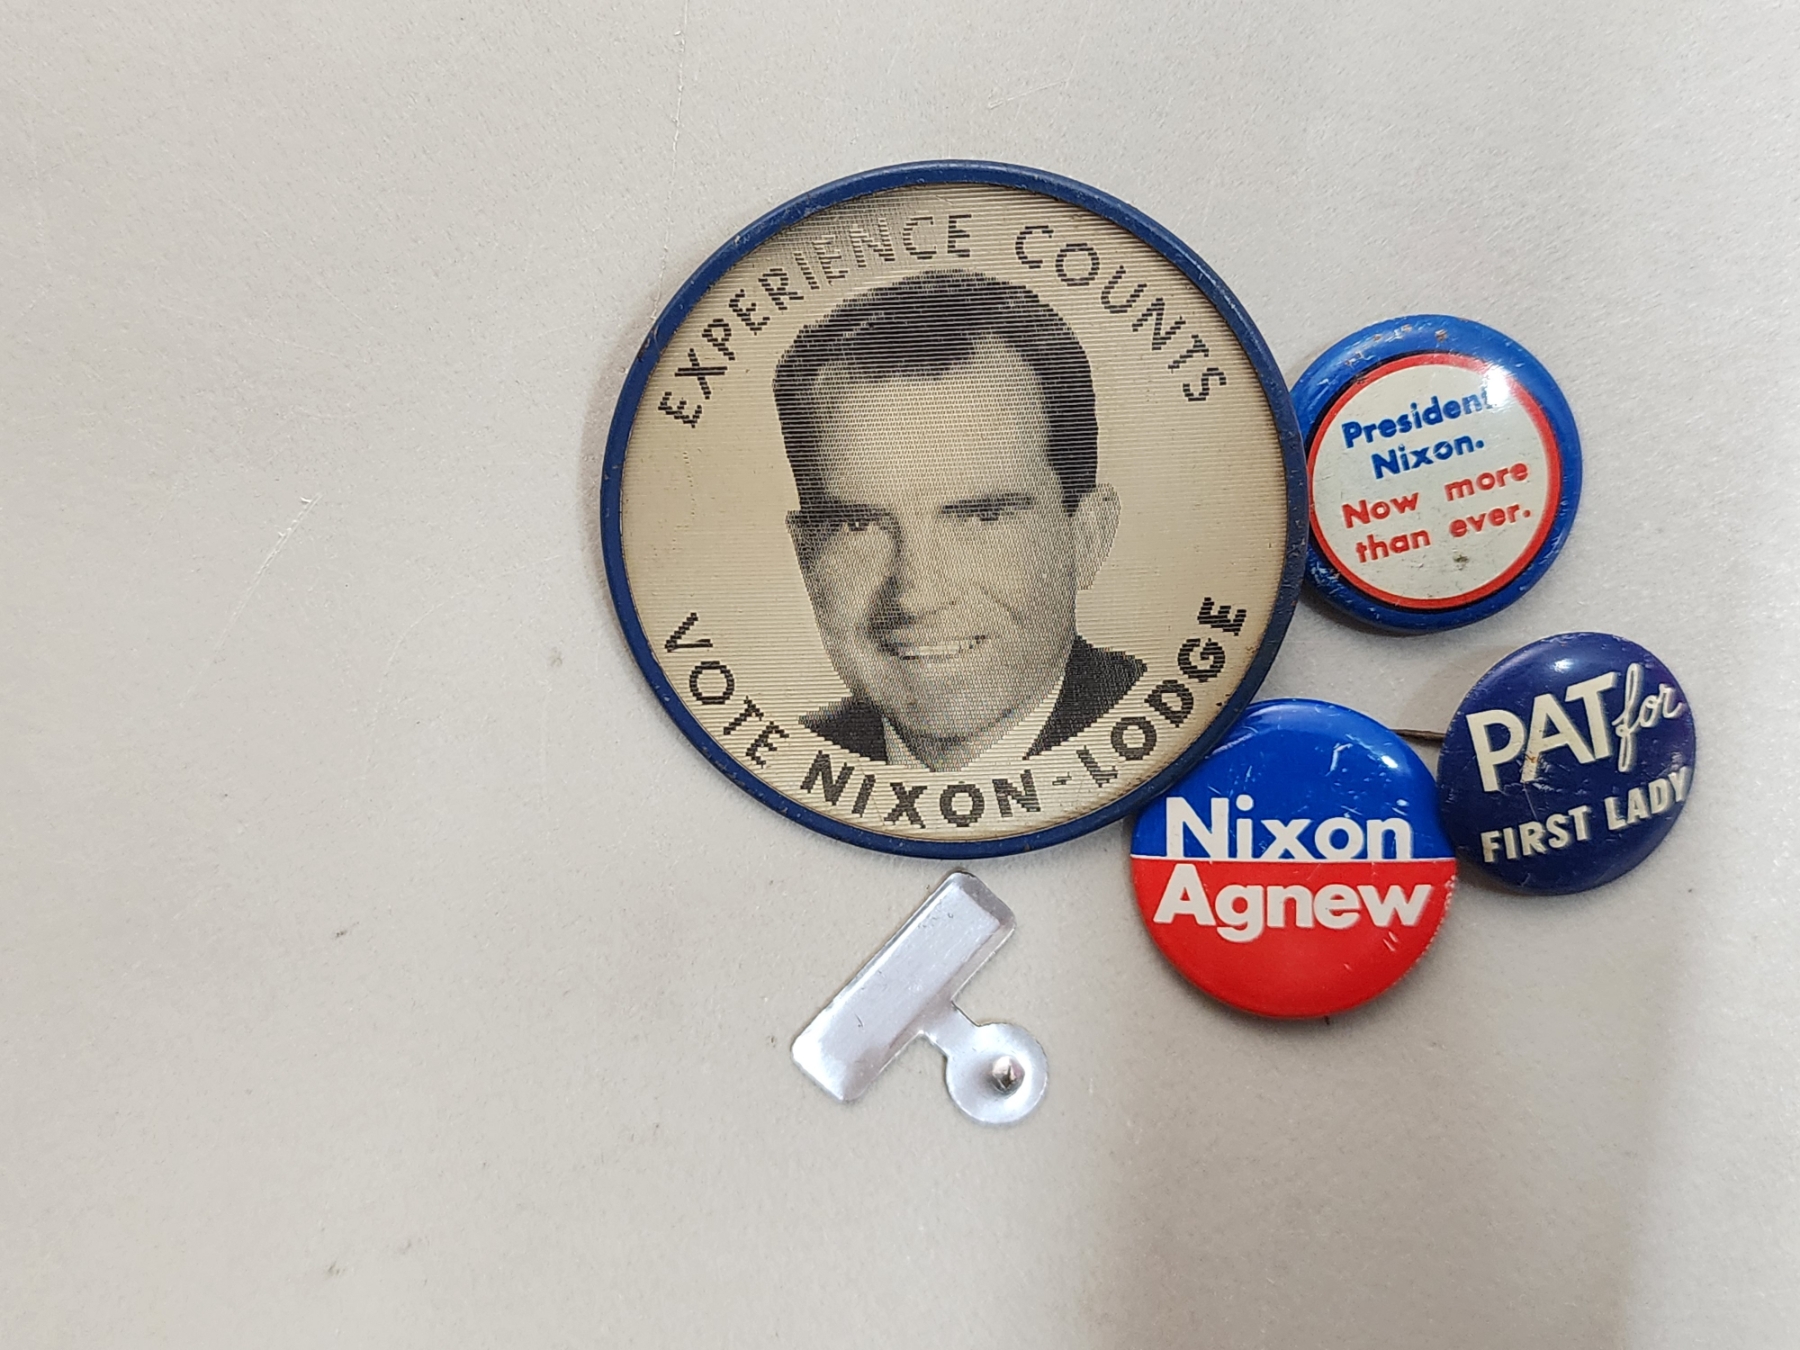 EXPERIENCE COUNTS
VOTE NIXON-LODGE
President
Nixon.
Now more
than ever.
Nixon
Agnew
PAT for
FIRST LADY